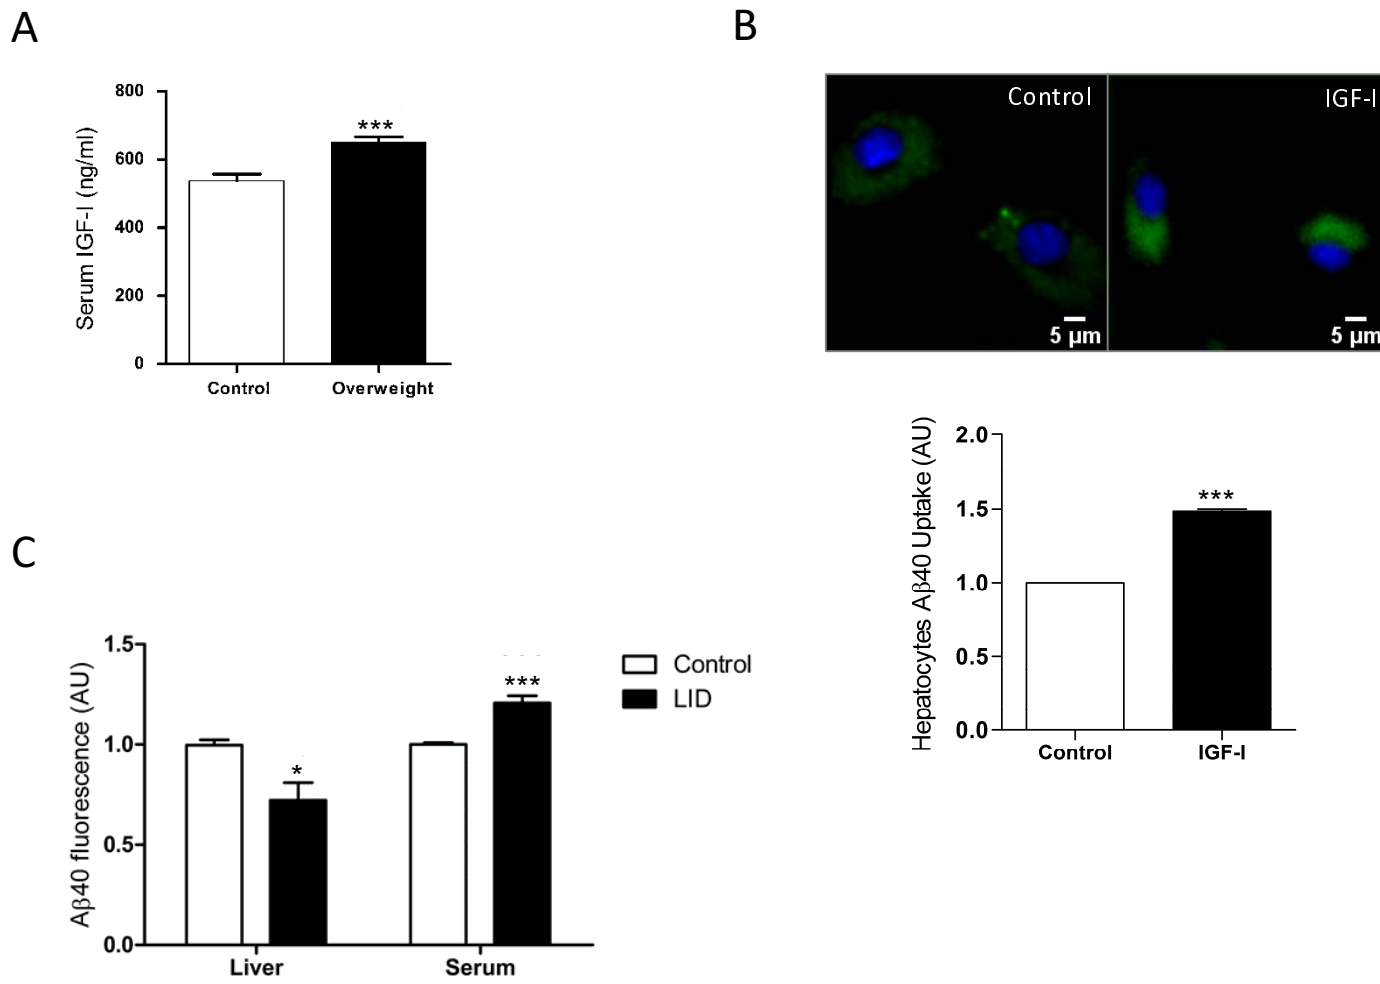 A
Serum IGF-I (ng/ml)
800
600
400
200
0
***
Control
Overweight
B
Control
IGF-I
5 µm
5 µm
Hepatocytes Aβ40 Uptake (AU)
2.0
1.5
1.0
0.5
0.0
***
Control
IGF-I
C
Aβ40 fluorescence (AU)
1.5
1.0
0.5
0.0
*
***
Liver
Serum
Control
LID